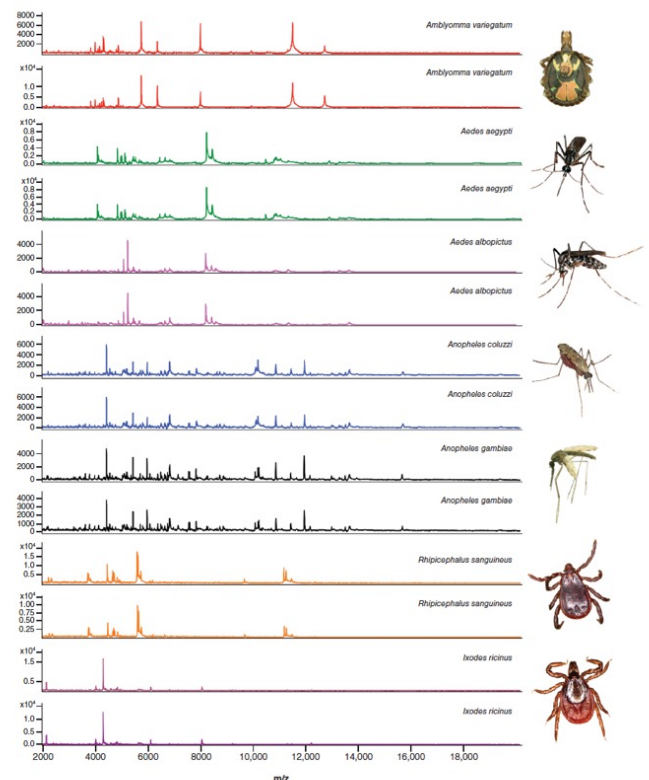 8000
6000
4000
2000
Amblyomma variegatum
x10⁴
1.0
0.5
0.0
Amblyomma variegatum
x10⁴
0.8
0.6
0.4
0.2
0
Aedes aegypti
x10⁴
0.8
0.6
0.4
0.2
0.0
Aedes aegypti
4000
2000
0
Aedes albopictus
4000
2000
0
Aedes albopictus
6000
4000
2000
0
Anopheles coluzzi
6000
4000
2000
0
Anopheles coluzzi
4000
2000
0
Anopheles gambiae
4000
3000
2000
1000
0
Anopheles gambiae
x10⁴
1.5
1.0
0.5
Rhipicephalus sanguineus
x10⁴
1.00
0.75
0.50
0.25
Rhipicephalus sanguineus
x10⁴
1.5
0.5
Ixodes ricinus
x10⁴
1.0
0.5
0.0
Ixodes ricinus
2000 4000 6000 8000 10,000 12,000 14,000 16,000 18,000
m/z